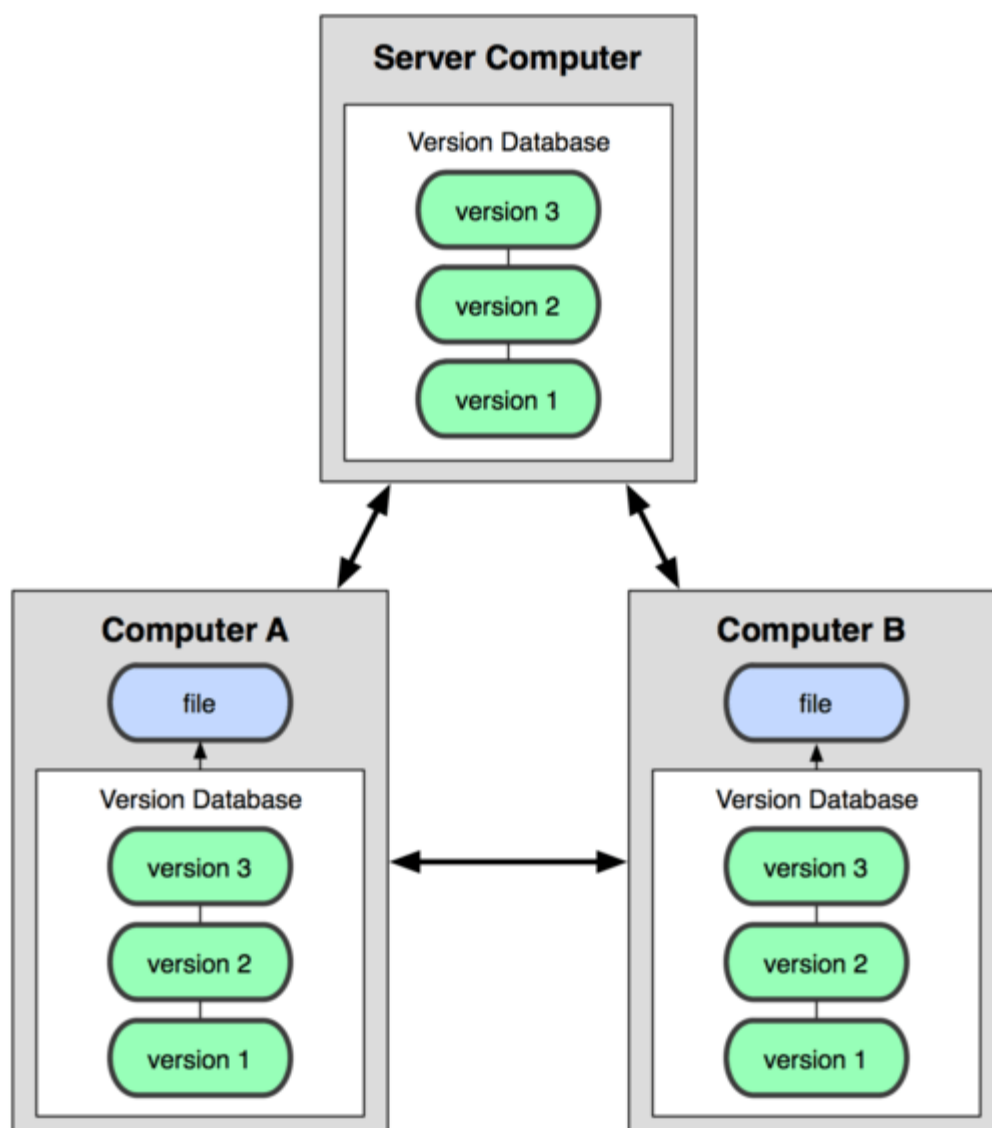 Server Computer
Version Database
version 3
version 2
version 1
Computer A
file
Version Database
version 3
version 2
version 1
Computer B
file
Version Database
version 3
version 2
version 1